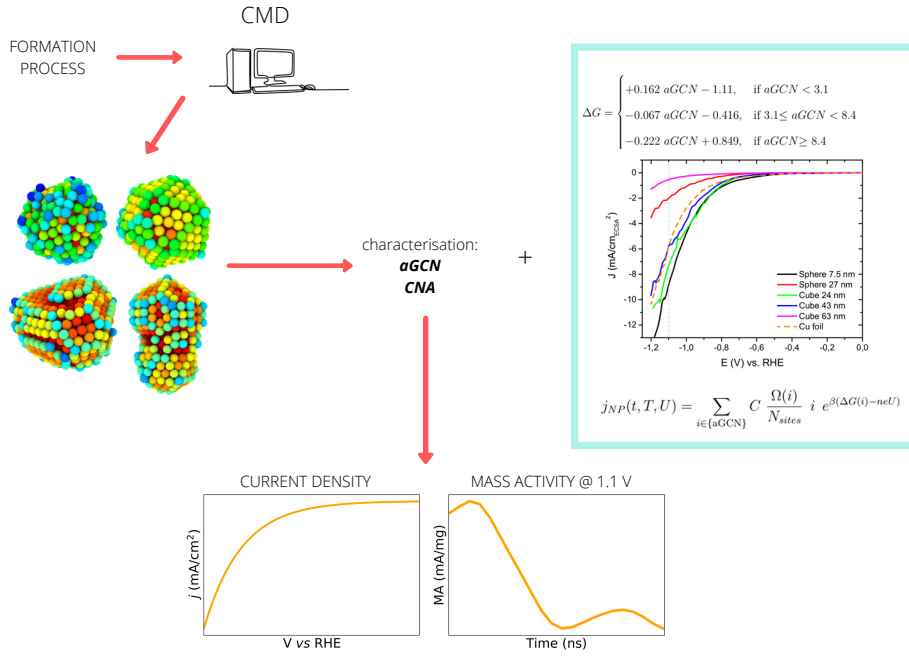 CMD
FORMATION
PROCESS
characterisation:
aGCN
CNA
+
ΔG = { +0.162 aGCN − 1.11, if aGCN < 3.1
−0.067 aGCN − 0.416, if 3.1≤ aGCN < 8.4
−0.222 aGCN + 0.849, if aGCN≥ 8.4
0
-2
-4
-6
-8
-10
-12
J (mA/cm_ECSA^2)
Sphere 7.5 nm
Sphere 27 nm
Cube 24 nm
Cube 43 nm
Cube 63 nm
Cu foil
-1,2 -1,0 -0,8 -0,6 -0,4 -0,2 0,0
E (V) vs. RHE
j_NP(t, T, U) = ∑_{i∈{aGCN}} C Ω(i)/N_sites i e^{β(ΔG(i)−neU)}
CURRENT DENSITY
j (mA/cm²)
V vs RHE
MASS ACTIVITY @ 1.1 V
MA (mA/mg)
Time (ns)